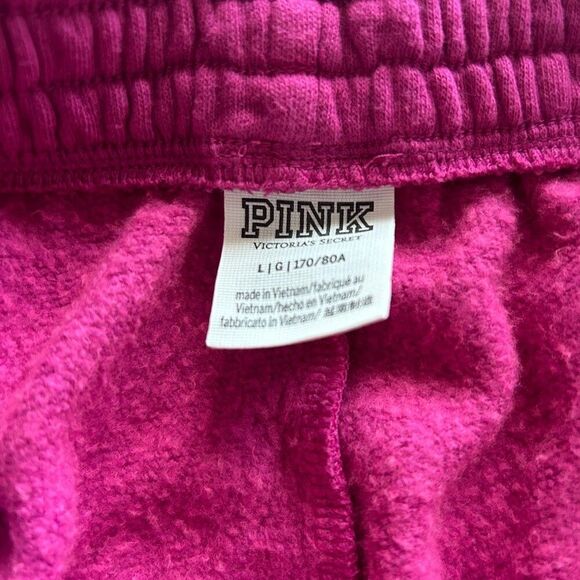 PINK
VICTORIA'S SECRET
L | G | 170/80A
made in Vietnam/fabriqué au
Vietnam/hecho en Vietnam/
fabbricato in Vietnam/